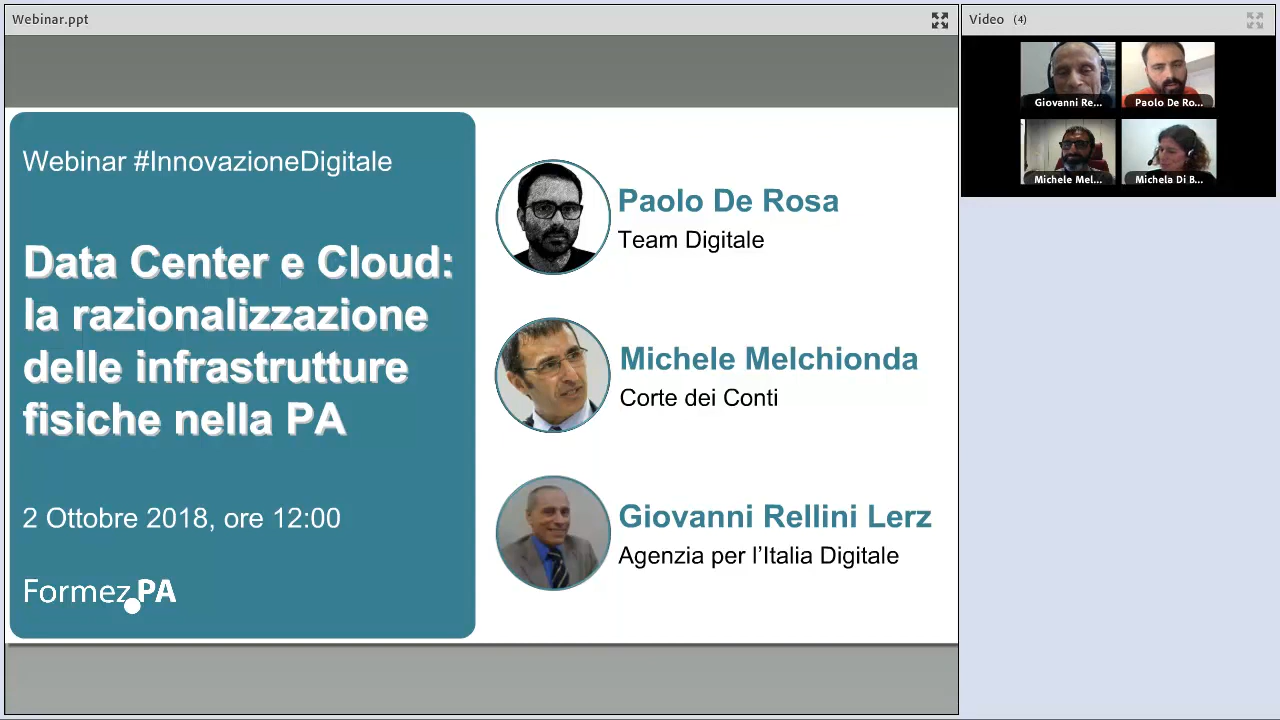 Webinar.ppt
Video (4)
Giovanni Re...
Paolo De Ro...
Michele Mel...
Michela Di B...
Webinar #InnovazioneDigitale
Data Center e Cloud:
la razionalizzazione
delle infrastrutture
fisiche nella PA
2 Ottobre 2018, ore 12:00
Formez PA
Paolo De Rosa
Team Digitale
Michele Melchionda
Corte dei Conti
Giovanni Rellini Lerz
Agenzia per l’Italia Digitale